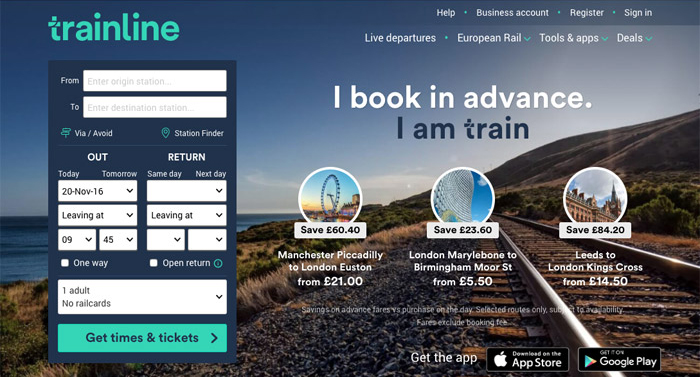 Help • Business account • Register • Sign in
trainline
Live departures • European Rail • Tools & apps • Deals
From Enter origin station...
To Enter destination station...
Via / Avoid Station Finder
OUT RETURN
Today Tomorrow Same day Next day
20-Nov-16
Leaving at Leaving at
09 45
One way Open return
1 adult
No railcards
Get times & tickets
I book in advance.
I am train
Save £60.40
Manchester Piccadilly
to London Euston
from £21.00
Save £23.60
London Marylebone to
Birmingham Moor St
from £5.50
Save £84.20
Leeds to
London Kings Cross
from £14.50
Savings on advance fares vs purchase on the day. Selected routes only, subject to availability.
Fares exclude booking fee.
Get the app
Download on the
App Store
GET IT ON
Google Play